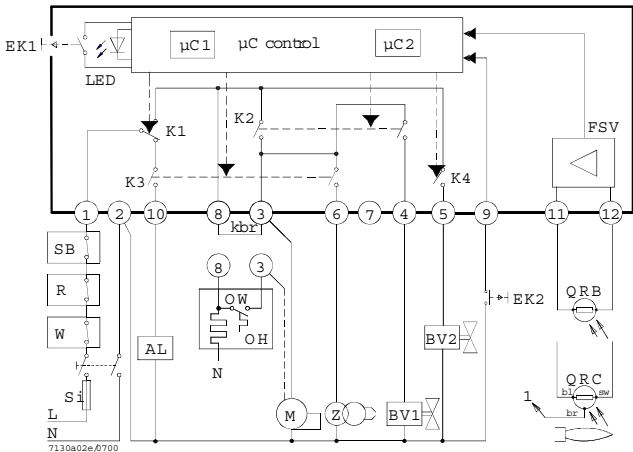 µC1 µC control µC2
EK1
LED
K1 K2 FSV
K3 K4
1 2 10 8 3 6 7 4 5 9 11 12
kbr
SB
8 3
R
EK2 QRB
OW
W
OH
AL
BV2
N
QRC
Si
bl sw
1
L
M Z BV1
br
N
7130a02e/0700